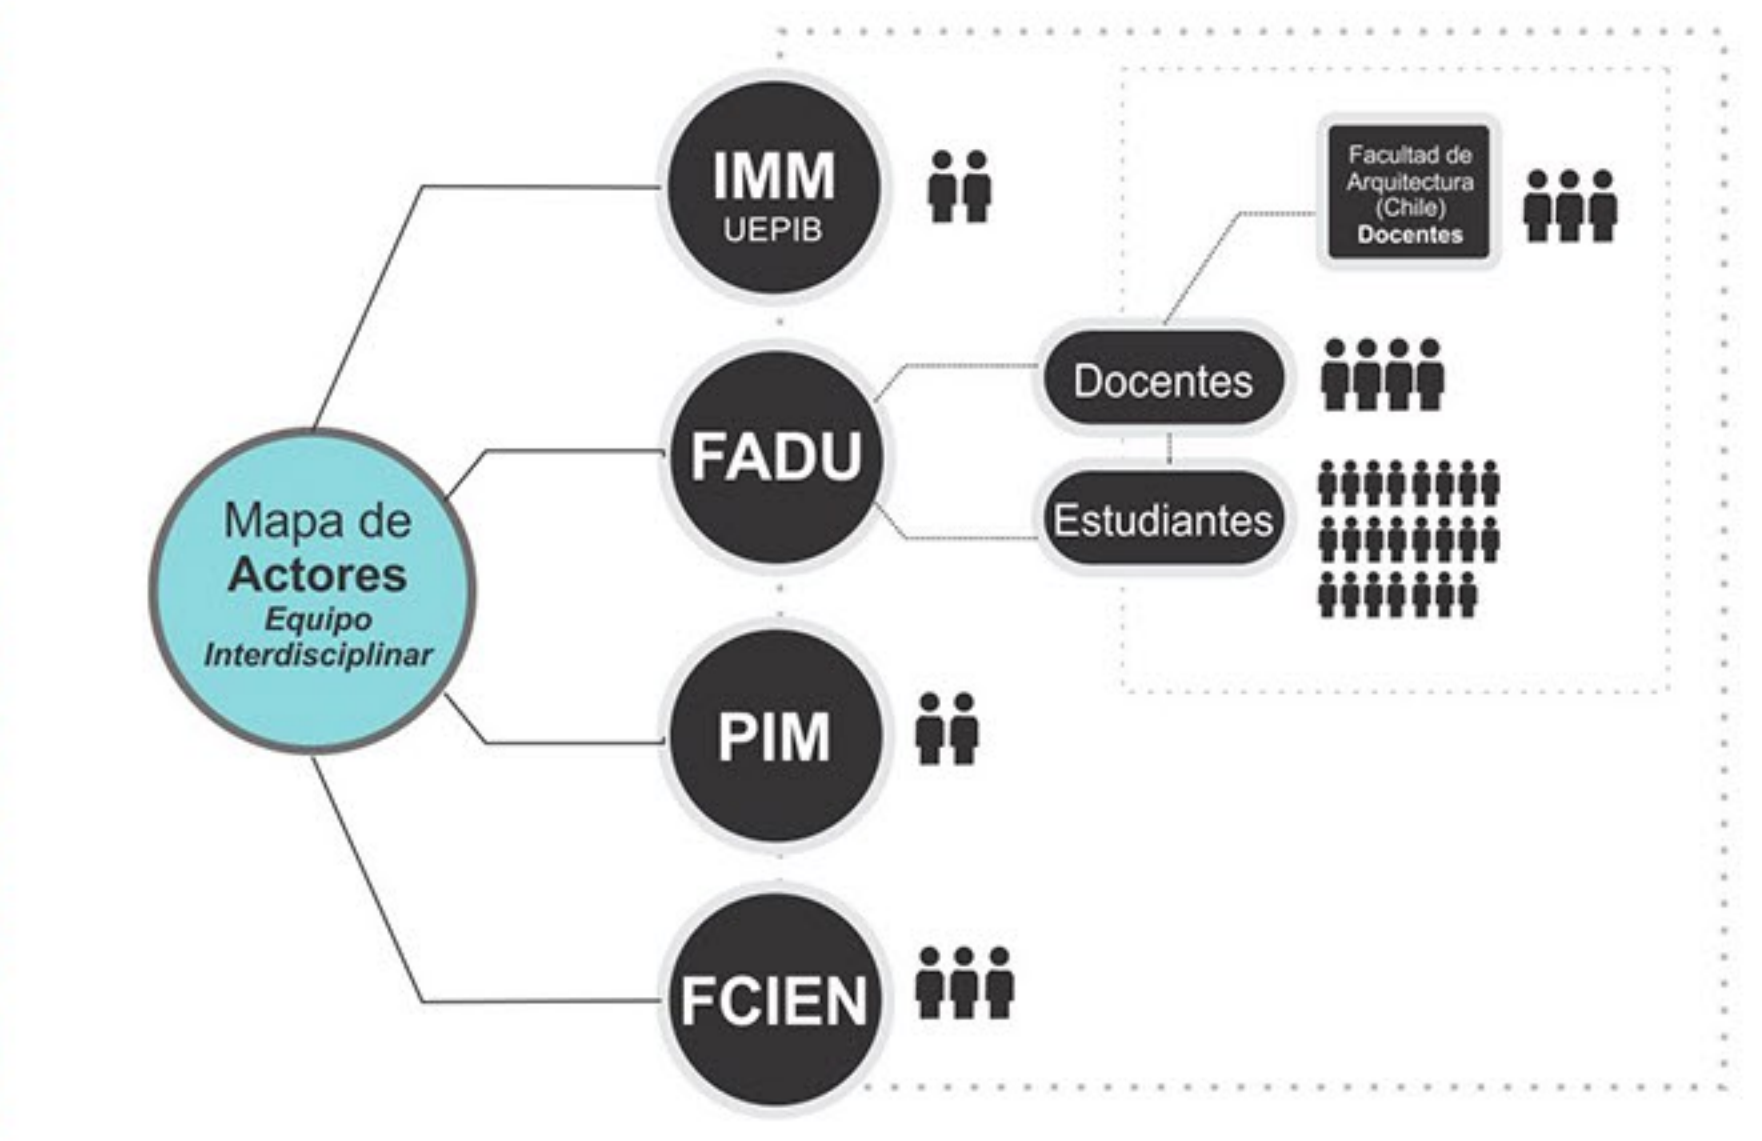 Mapa de
Actores
Equipo
Interdisciplinar
IMM
UEPIB
FADU
PIM
FCIEN
Docentes
Estudiantes
Facultad de
Arquitectura
(Chile)
Docentes